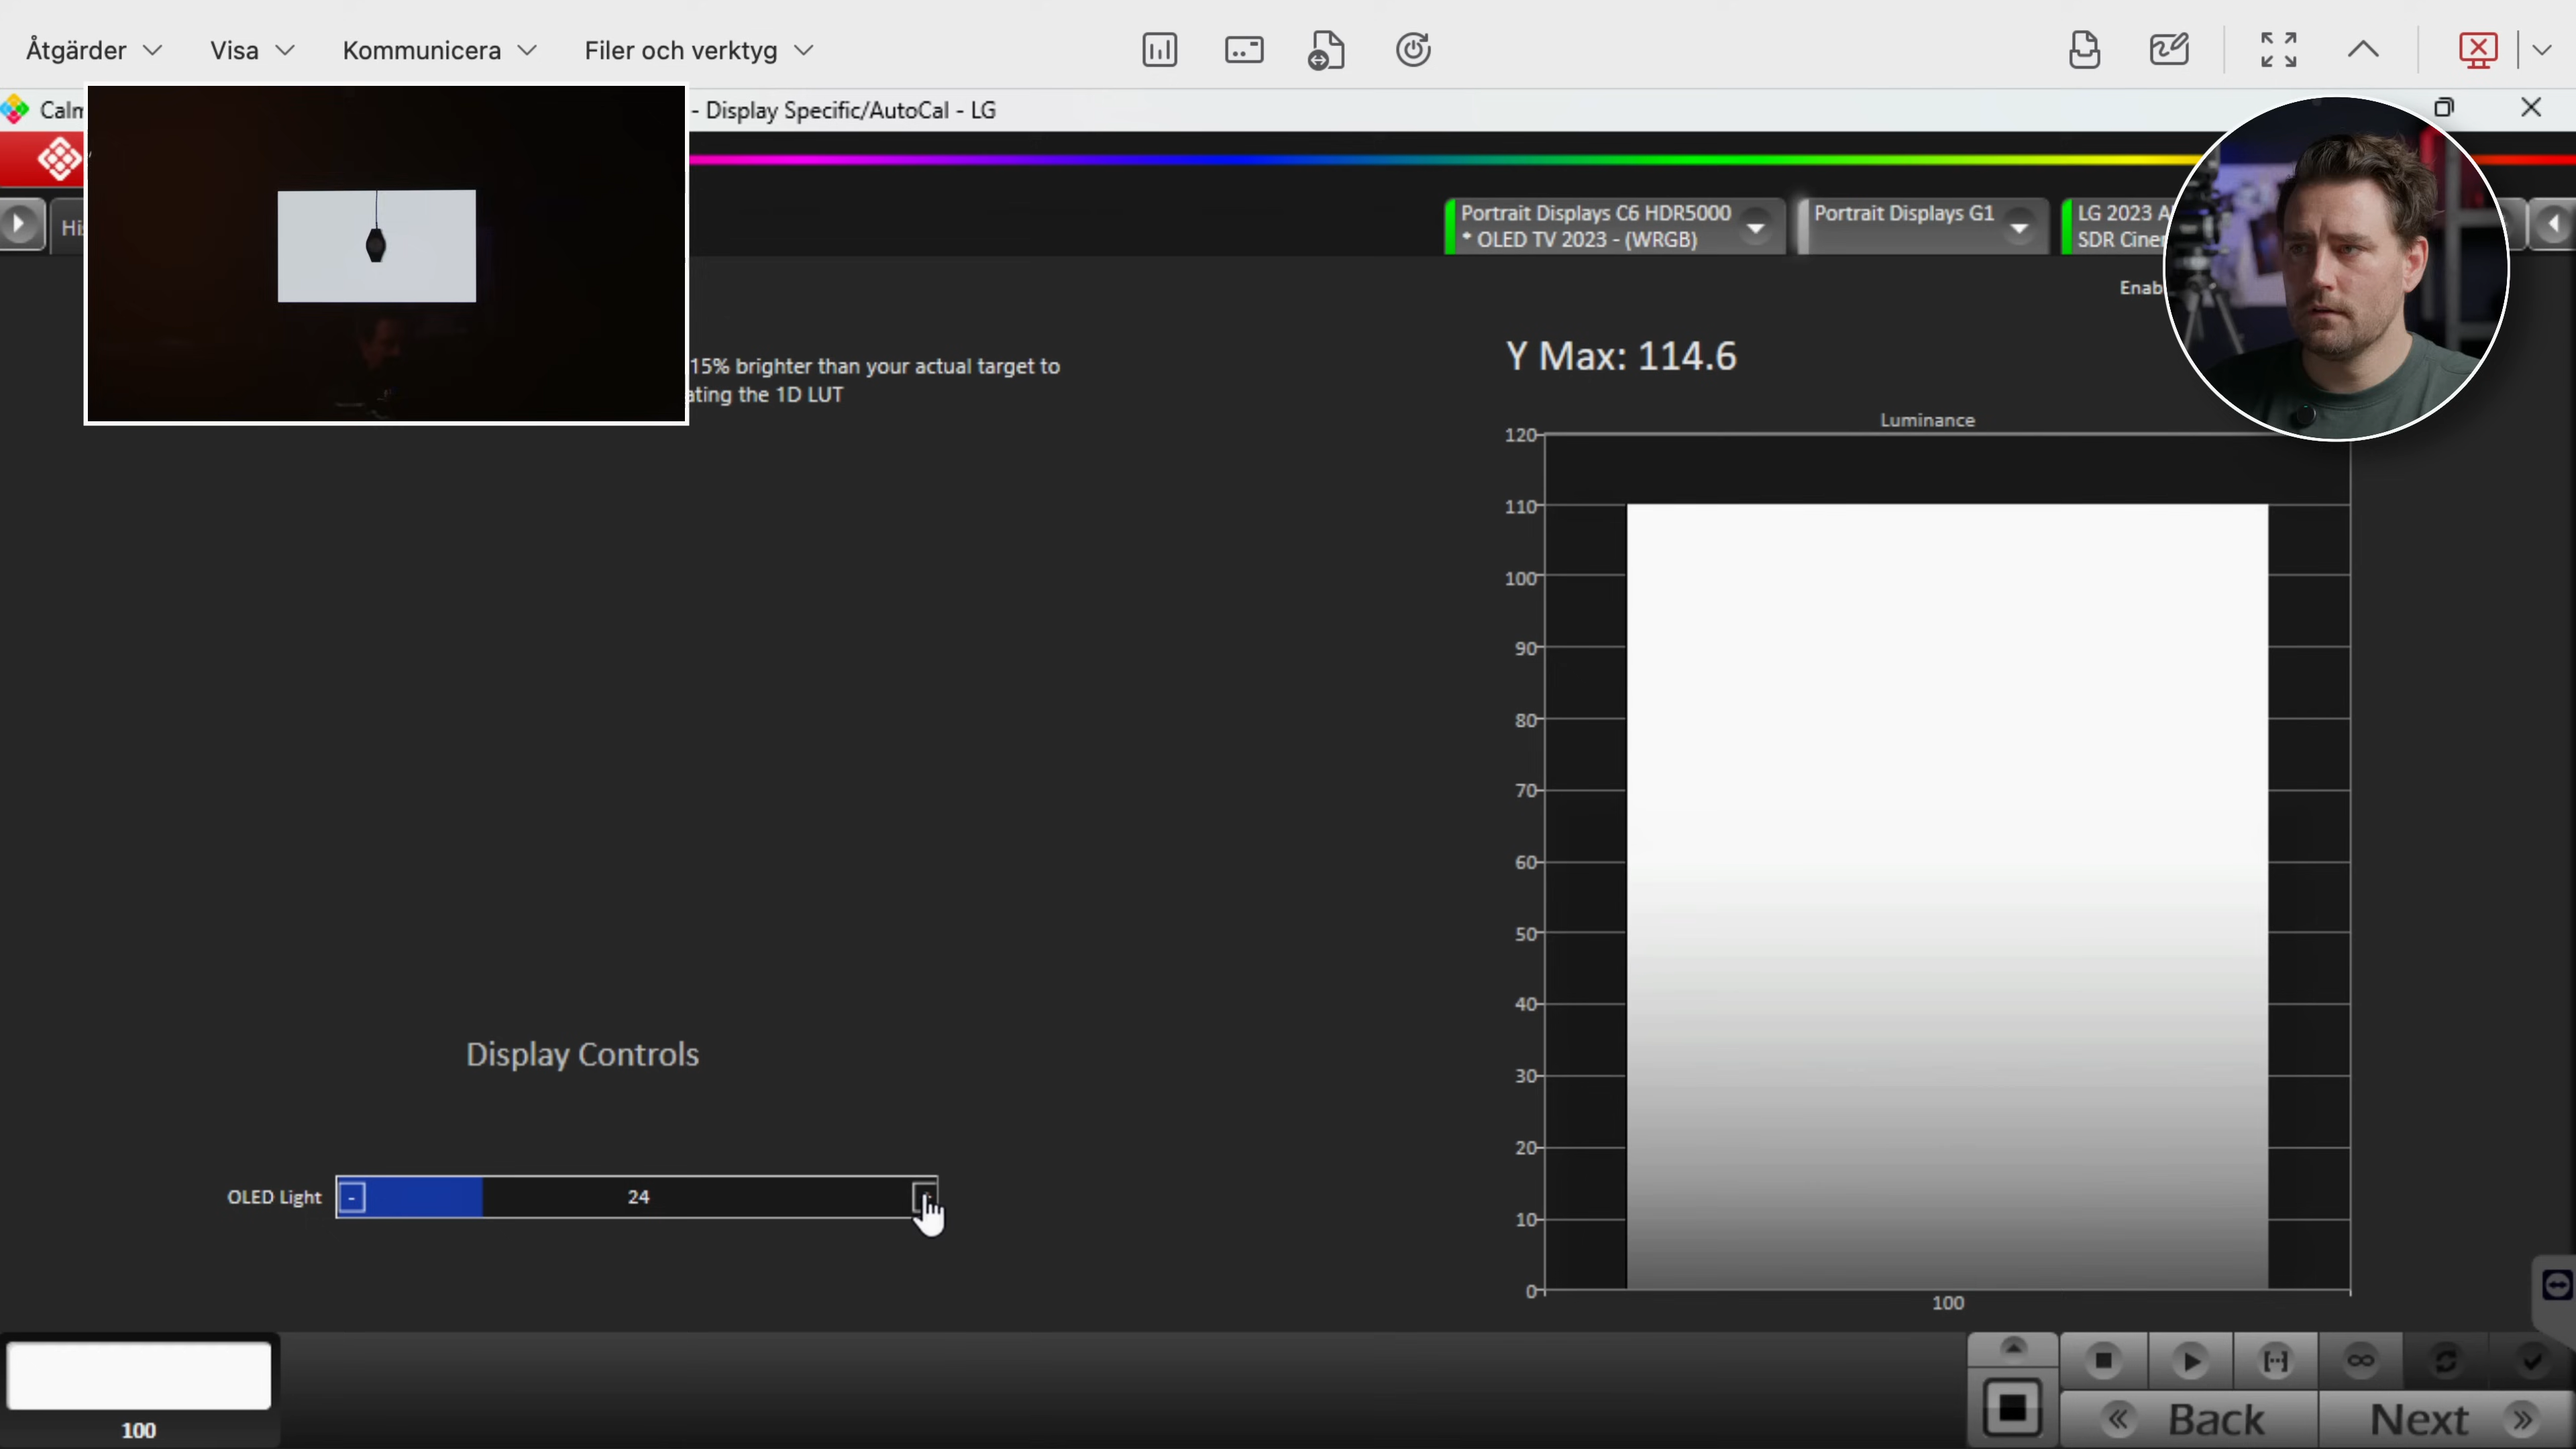 Åtgärder Visa Kommunicera Filer och verktyg
- Display Specific/AutoCal - LG
Portrait Displays C6 HDR5000
* OLED TV 2023 - (WRGB)
Portrait Displays G1
LG 2023 A
SDR Ciner
Enab
15% brighter than your actual target to
ating the 1D LUT
Y Max: 114.6
Luminance
120
110
100
90
80
70
60
50
40
30
20
10
0
100
Display Controls
OLED Light - 24
100
Back Next